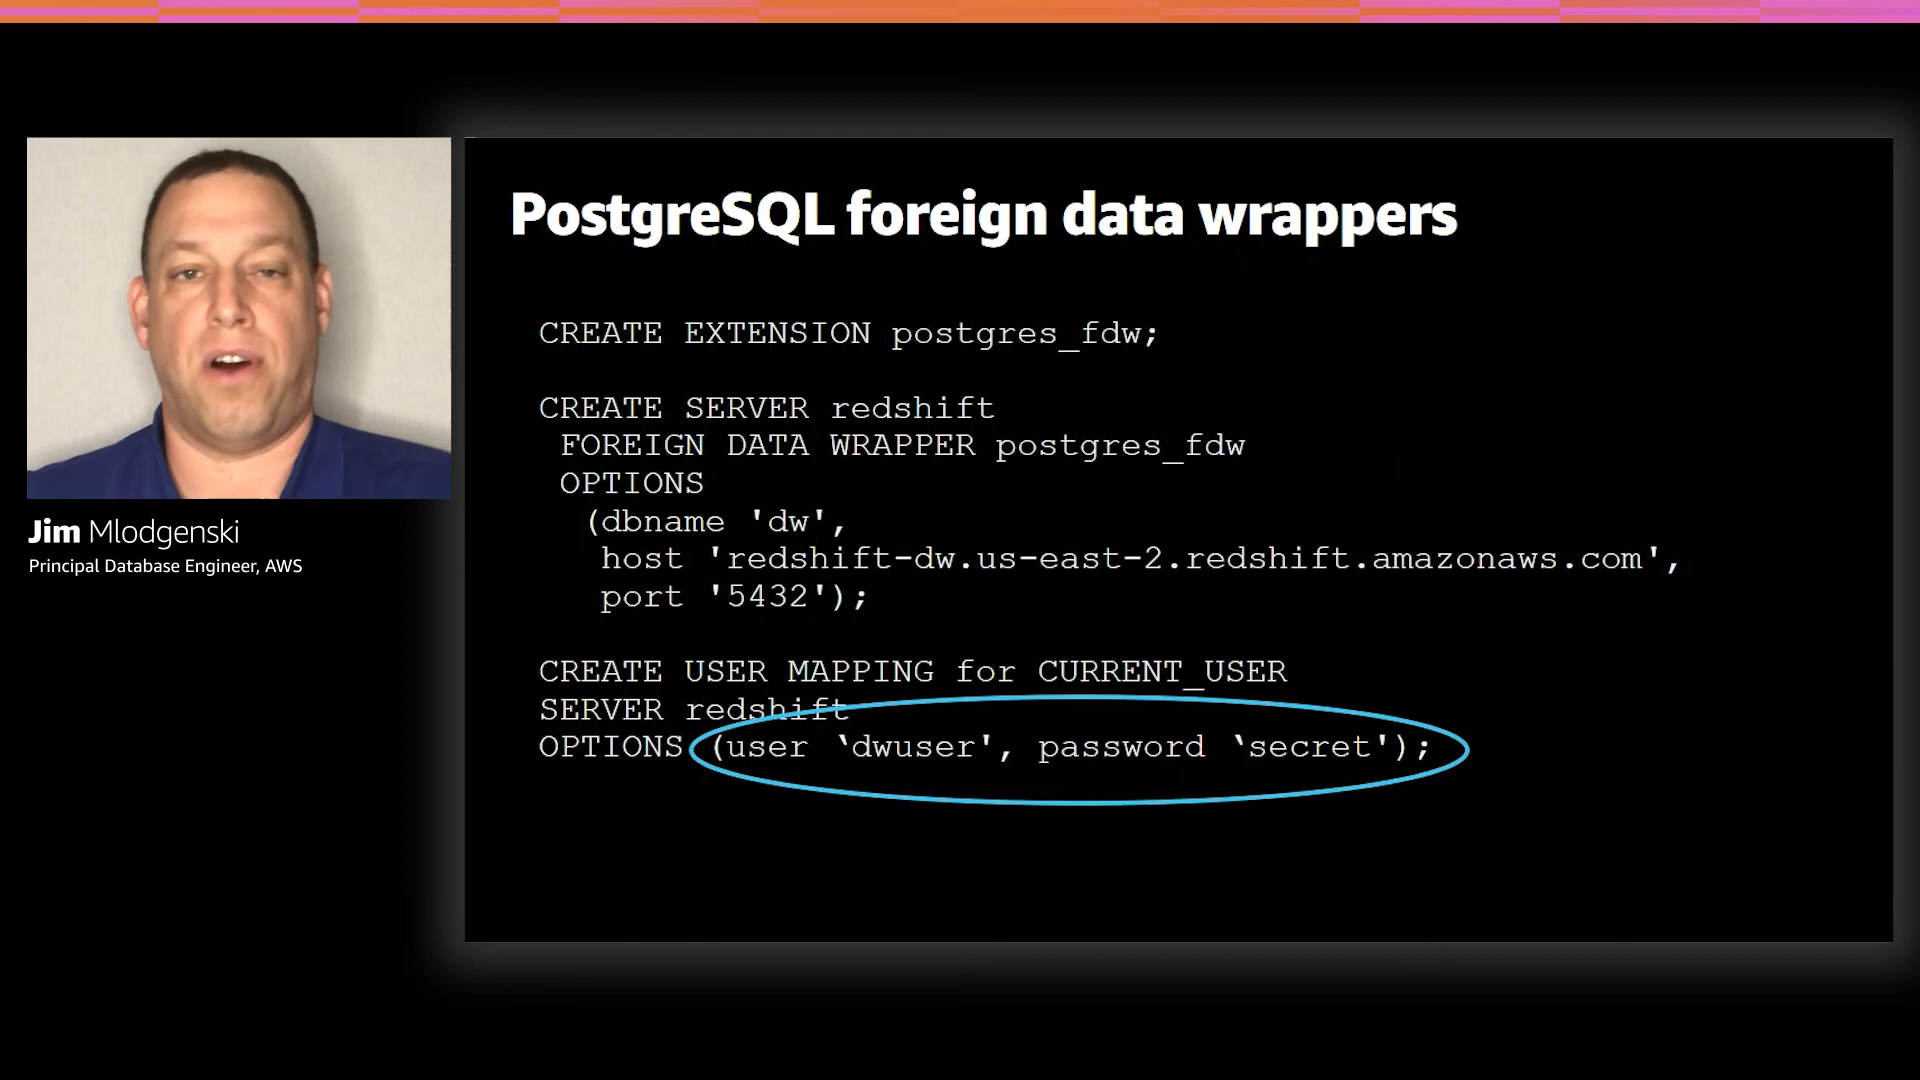 PostgreSQL foreign data wrappers
CREATE EXTENSION postgres_fdw;
CREATE SERVER redshift
FOREIGN DATA WRAPPER postgres_fdw
OPTIONS
(dbname 'dw',
host 'redshift-dw.us-east-2.redshift.amazonaws.com',
port '5432');
CREATE USER MAPPING for CURRENT_USER
SERVER redshift
OPTIONS (user ‛dwuser', password ‛secret');
Jim Mlodgenski
Principal Database Engineer, AWS